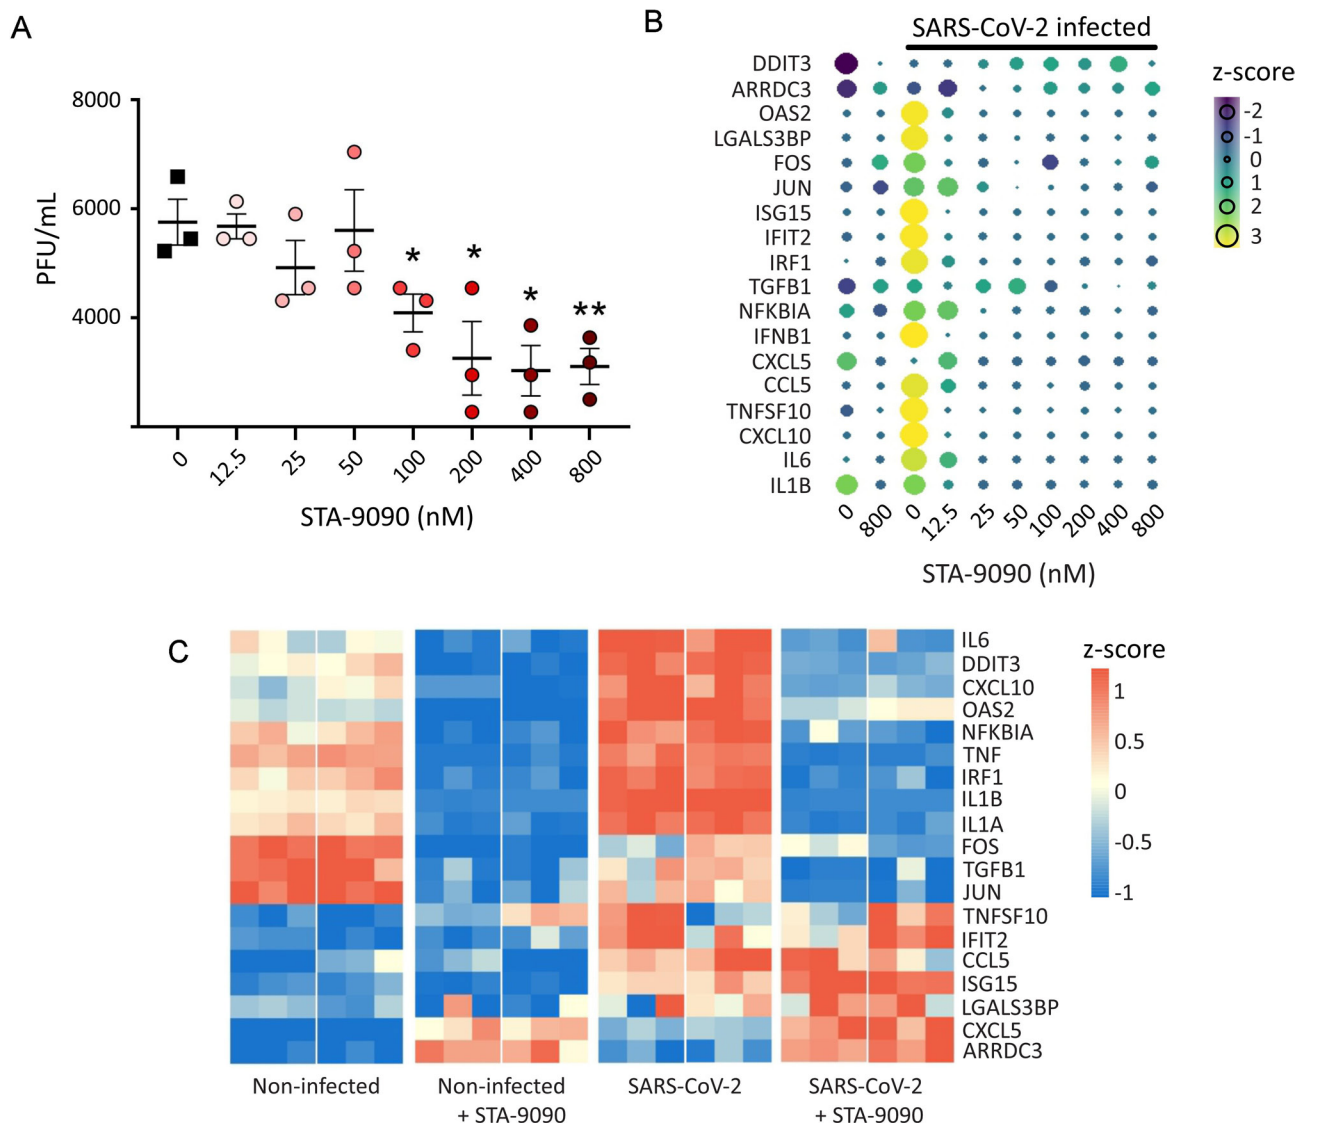 A
8000
6000
4000
PFU/mL
*
*
*
**
0
12.5
25
50
100
200
400
800
STA-9090 (nM)
B
SARS-CoV-2 infected
DDIT3
ARRDC3
OAS2
LGALS3BP
FOS
JUN
ISG15
IFIT2
IRF1
TGFB1
NFKBIA
IFNB1
CXCL5
CCL5
TNFSF10
CXCL10
IL6
IL1B
0
800
0
12.5
25
50
100
200
400
800
STA-9090 (nM)
z-score
-2
-1
0
1
2
3
C
IL6
DDIT3
CXCL10
OAS2
NFKBIA
TNF
IRF1
IL1B
IL1A
FOS
TGFB1
JUN
TNFSF10
IFIT2
CCL5
ISG15
LGALS3BP
CXCL5
ARRDC3
Non-infected
Non-infected
+ STA-9090
SARS-CoV-2
SARS-CoV-2
+ STA-9090
z-score
1
0.5
0
-0.5
-1